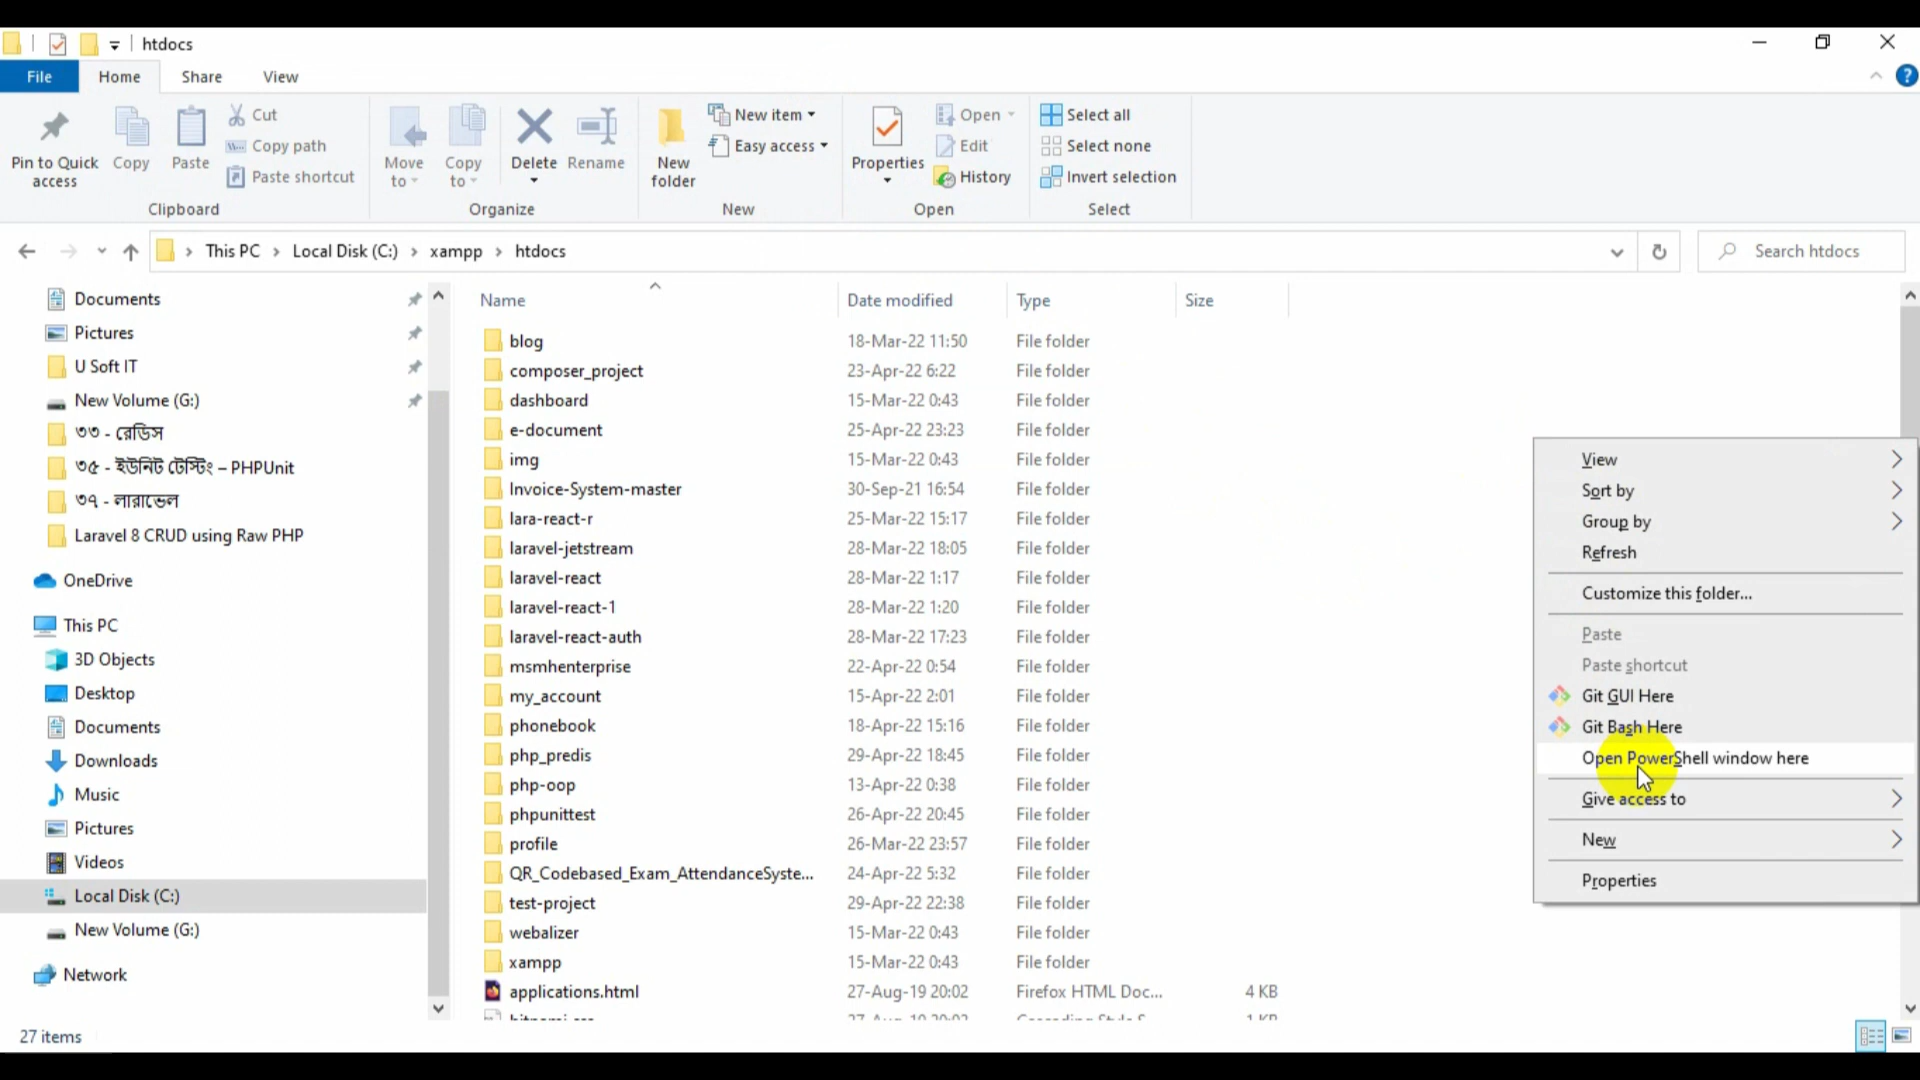 htdocs
File Home Share View
Pin to Quick access
Copy
Paste
Cut
Copy path
Paste shortcut
Clipboard
Move to
Copy to
Delete
Rename
Organize
New folder
New item
Easy access
New
Properties
Open
Edit
History
Open
Select all
Select none
Invert selection
Select
This PC > Local Disk (C:) > xampp > htdocs
Search htdocs
Documents
Pictures
U Soft IT
New Volume (G:)
৩৩ - রেডিস
৩৫ - ইউনিট টেস্টিং – PHPUnit
৩৭ - লারাভেল
Laravel 8 CRUD using Raw PHP
OneDrive
This PC
3D Objects
Desktop
Documents
Downloads
Music
Pictures
Videos
Local Disk (C:)
New Volume (G:)
Network
Name Date modified Type Size
blog 18-Mar-22 11:50 File folder
composer_project 23-Apr-22 6:22 File folder
dashboard 15-Mar-22 0:43 File folder
e-document 25-Apr-22 23:23 File folder
img 15-Mar-22 0:43 File folder
Invoice-System-master 30-Sep-21 16:54 File folder
lara-react-r 25-Mar-22 15:17 File folder
laravel-jetstream 28-Mar-22 18:05 File folder
laravel-react 28-Mar-22 1:17 File folder
laravel-react-1 28-Mar-22 1:20 File folder
laravel-react-auth 28-Mar-22 17:23 File folder
msmhenterprise 22-Apr-22 0:54 File folder
my_account 15-Apr-22 2:01 File folder
phonebook 18-Apr-22 15:16 File folder
php_predis 29-Apr-22 18:45 File folder
php-oop 13-Apr-22 0:38 File folder
phpunittest 26-Apr-22 20:45 File folder
profile 26-Mar-22 23:57 File folder
QR_Codebased_Exam_AttendanceSyste... 24-Apr-22 5:32 File folder
test-project 29-Apr-22 22:38 File folder
webalizer 15-Mar-22 0:43 File folder
xampp 15-Mar-22 0:43 File folder
applications.html 27-Aug-19 20:02 Firefox HTML Doc... 4 KB
View
Sort by
Group by
Refresh
Customize this folder...
Paste
Paste shortcut
Git GUI Here
Git Bash Here
Open PowerShell window here
Give access to
New
Properties
27 items